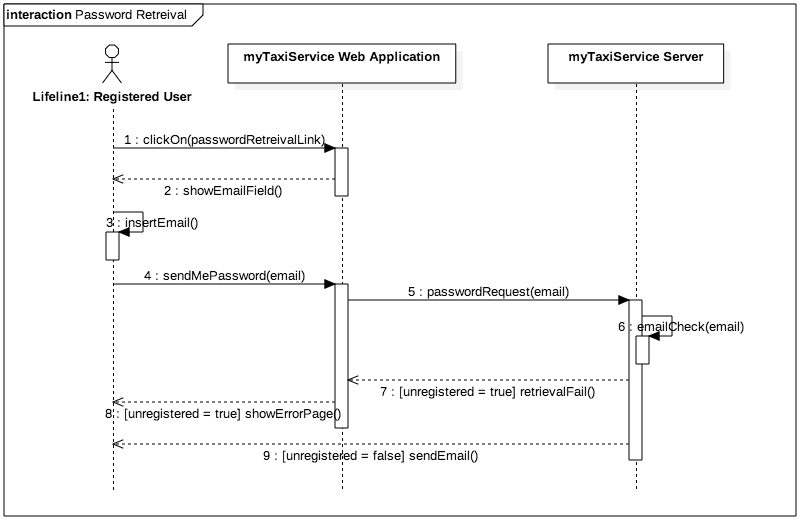 interaction Password Retreival
myTaxiService Web Application
myTaxiService Server
Lifeline1: Registered User
1 : clickOn(passwordRetreivalLink)
2 : showEmailField()
3 : insertEmail()
4 : sendMePassword(email)
5 : passwordRequest(email)
6 : emailCheck(email)
7 : [unregistered = true] retrievalFail()
8 : [unregistered = true] showErrorPage()
9 : [unregistered = false] sendEmail()